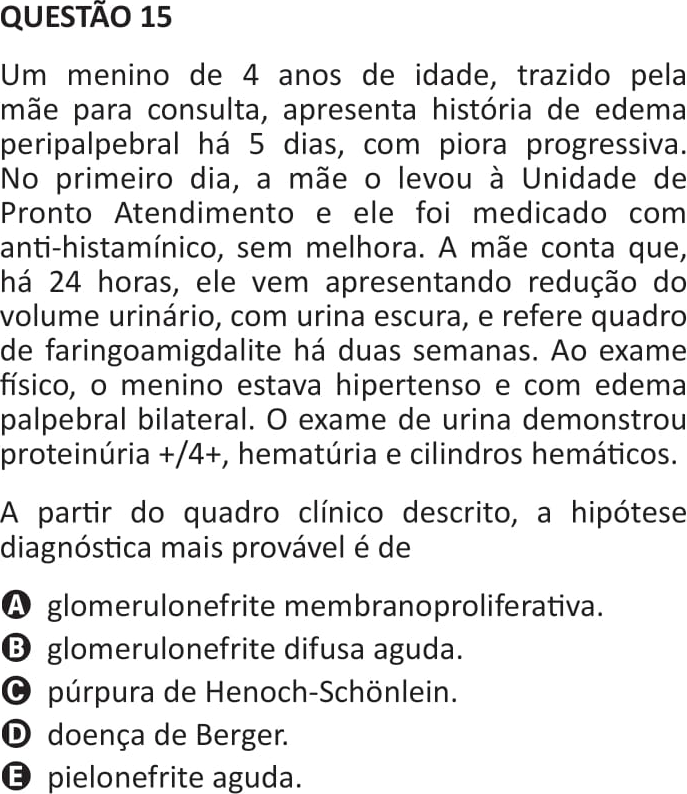 QUESTÃO 15
Um menino de 4 anos de idade, trazido pela
mãe para consulta, apresenta história de edema
peripalpebral há 5 dias, com piora progressiva.
No primeiro dia, a mãe o levou à Unidade de
Pronto Atendimento e ele foi medicado com
anti-histamínico, sem melhora. A mãe conta que,
há 24 horas, ele vem apresentando redução do
volume urinário, com urina escura, e refere quadro
de faringoamigdalite há duas semanas. Ao exame
físico, o menino estava hipertenso e com edema
palpebral bilateral. O exame de urina demonstrou
proteinúria +/4+, hematúria e cilindros hemáticos.
A partir do quadro clínico descrito, a hipótese
diagnóstica mais provável é de
A glomerulonefrite membranoproliferativa.
B glomerulonefrite difusa aguda.
C púrpura de Henoch-Schönlein.
D doença de Berger.
E pielonefrite aguda.